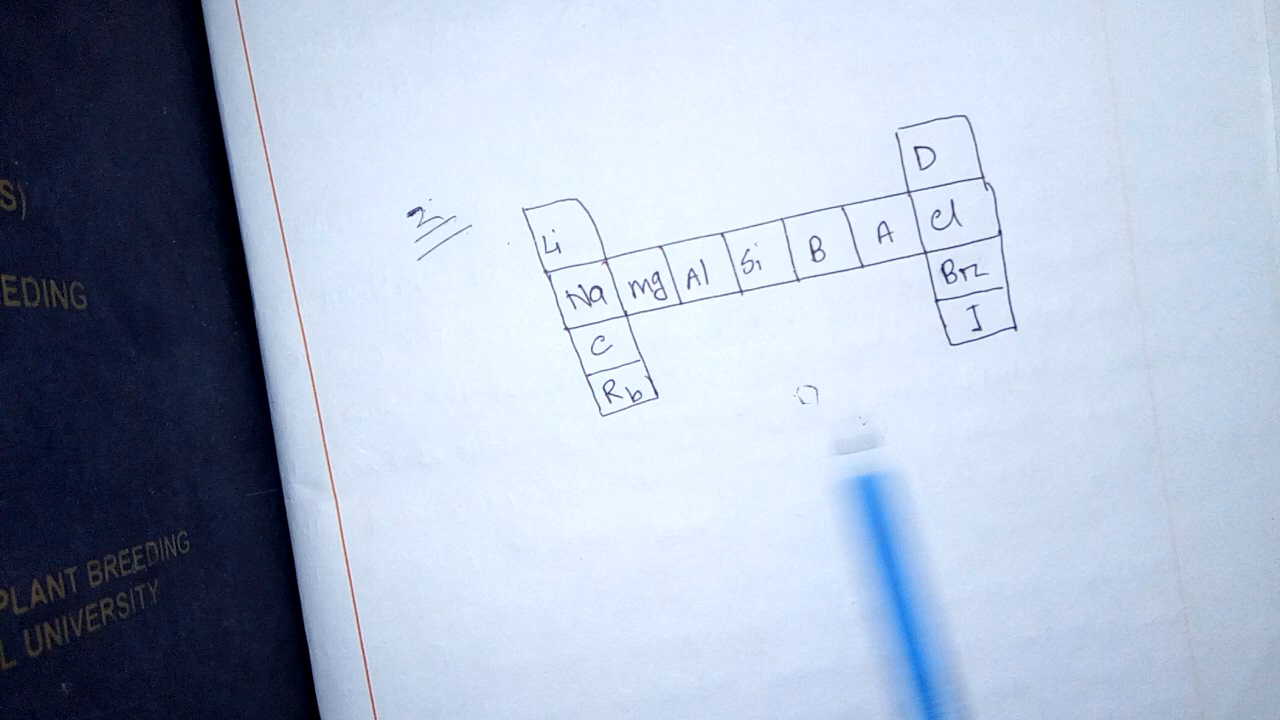 S)
EDING
PLANT BREEDING
L UNIVERSITY
2.
D
Li
Na mg Al Si B A Cl
C
Br
Rb
I